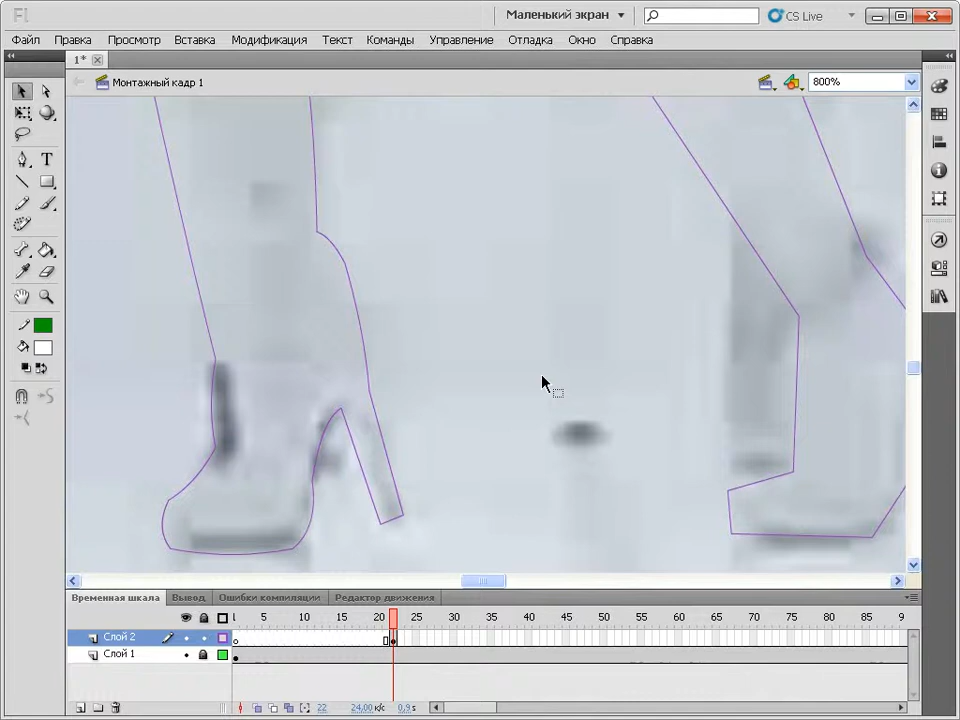 Fl Маленький экран CS Live
Файл Правка Просмотр Вставка Модификация Текст Команды Управление Отладка Окно Справка
1*
Монтажный кадр 1 800%
T
Временная шкала Вывод Ошибки компиляции Редактор движения
1 5 10 15 20 25 30 35 40 45 50 55 60 65 70 75 80 85 9
Слой 2
Слой 1
22 24,00 к/с 0,9 s